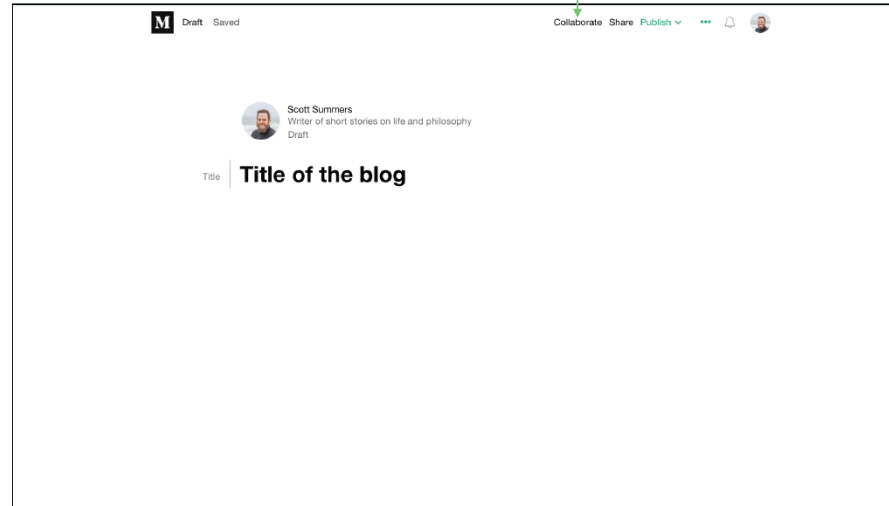 M Draft Saved Collaborate Share Publish
Scott Summers
Writer of short stories on life and philosophy
Draft
Title Title of the blog